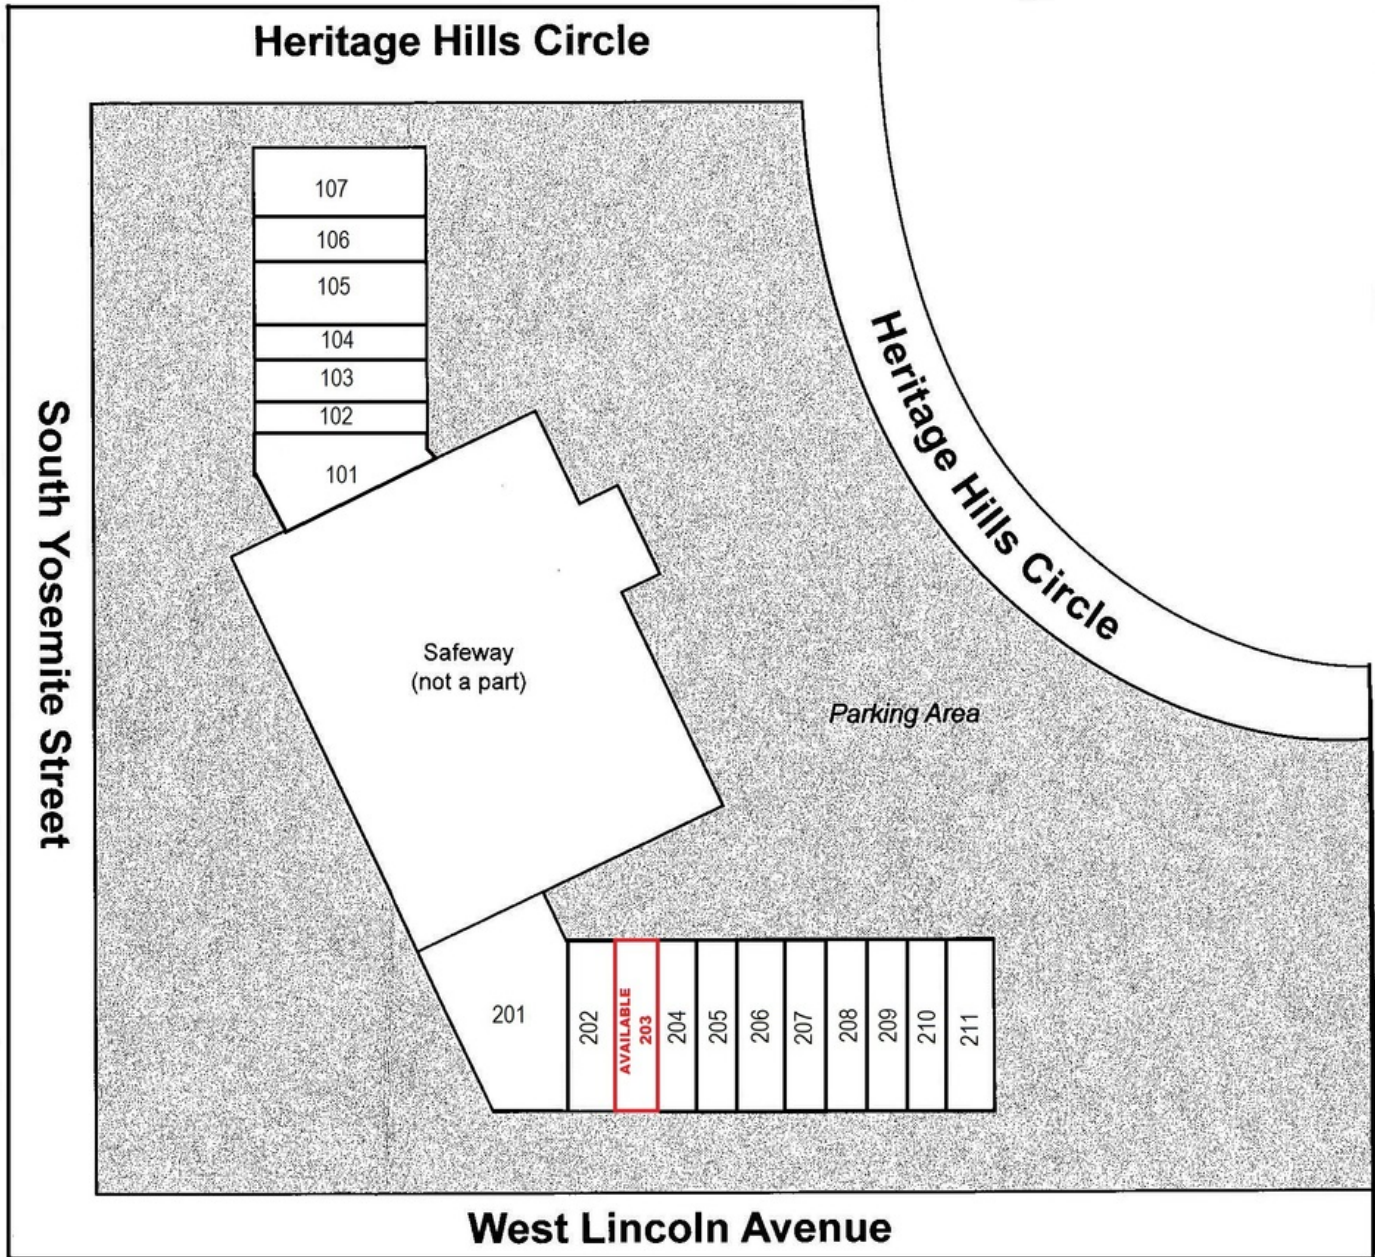 Heritage Hills Circle
107
106
105
104
103
102
101
Heritage Hills Circle
South Yosemite Street
Safeway
(not a part)
Parking Area
201
202
AVAILABLE
203
204
205
206
207
208
209
210
211
West Lincoln Avenue